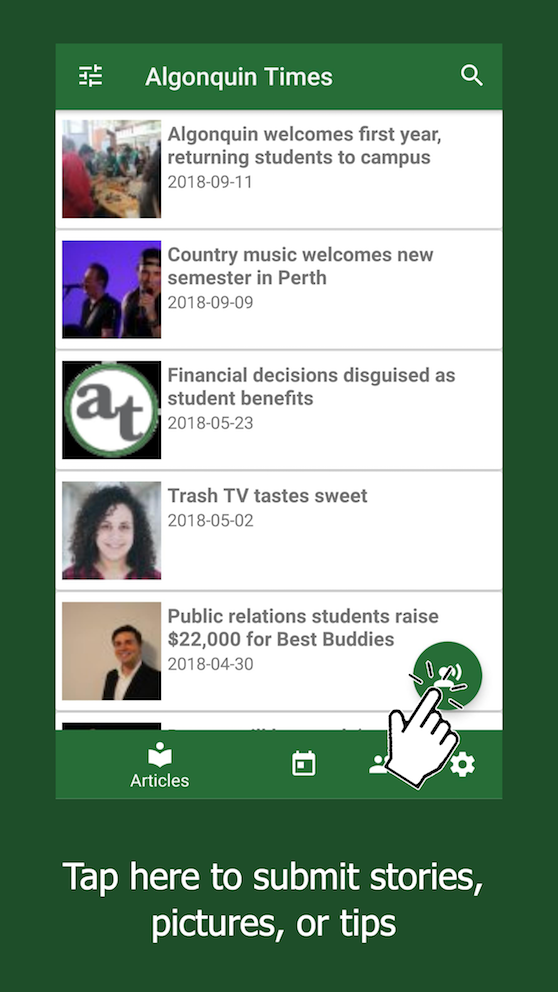 Algonquin Times
Algonquin welcomes first year,
returning students to campus
2018-09-11
Country music welcomes new
semester in Perth
2018-09-09
at
Financial decisions disguised as
student benefits
2018-05-23
Trash TV tastes sweet
2018-05-02
Public relations students raise
$22,000 for Best Buddies
2018-04-30
Articles
Tap here to submit stories,
pictures, or tips